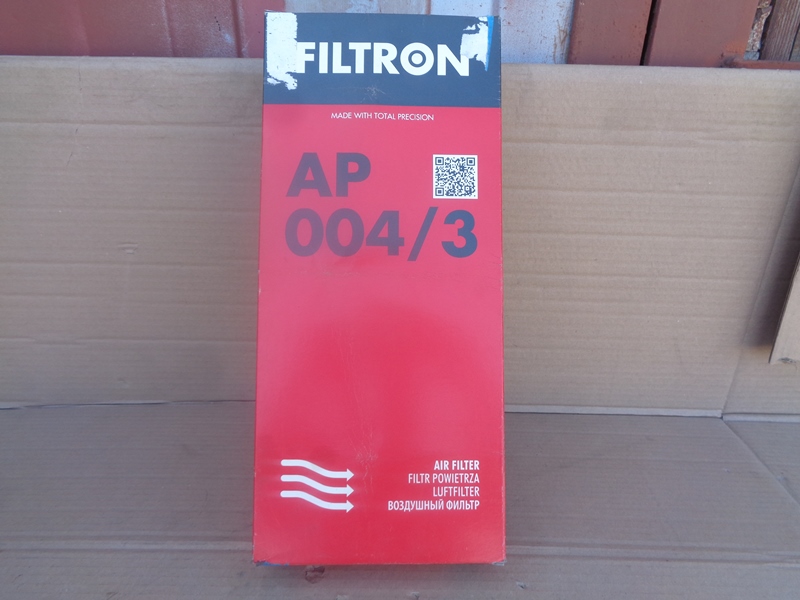 FILTRON
MADE WITH TOTAL PRECISION
AP
004/3
AIR FILTER
FILTR POWIETRZA
LUFTFILTER
ВОЗДУШНЫЙ ФИЛЬТР